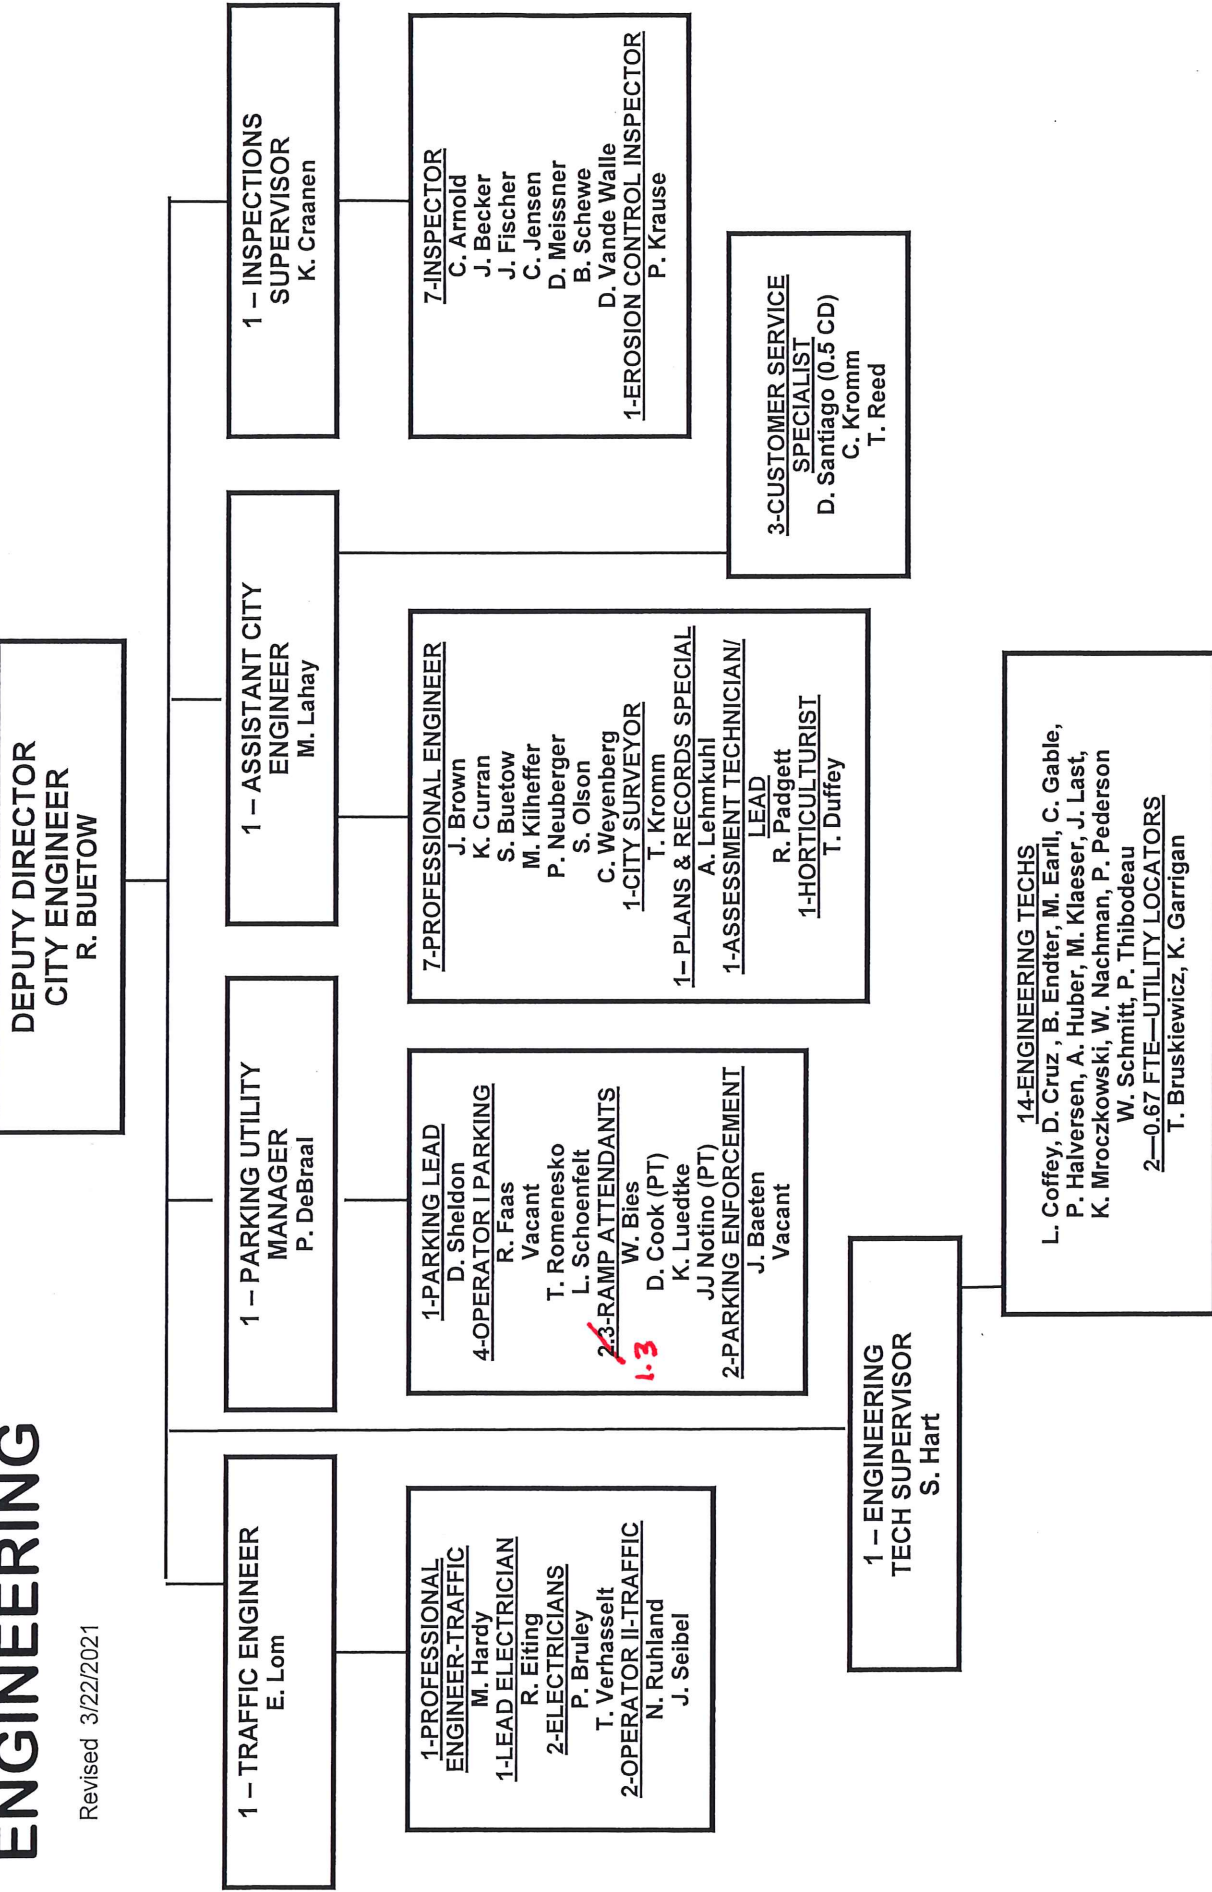 ENGINEERING
Revised 3/22/2021
DEPUTY DIRECTOR
CITY ENGINEER
R. BUETOW
1 – TRAFFIC ENGINEER
E. Lom
1 – PARKING UTILITY
MANAGER
P. DeBraal
1 – ASSISTANT CITY
ENGINEER
M. Lahay
1 – INSPECTIONS
SUPERVISOR
K. Craanen
1-PROFESSIONAL
ENGINEER-TRAFFIC
M. Hardy
1-LEAD ELECTRICIAN
R. Eiting
2-ELECTRICIANS
P. Bruley
T. Verhasselt
2-OPERATOR II-TRAFFIC
N. Ruhland
J. Seibel
1-PARKING LEAD
D. Sheldon
4-OPERATOR I PARKING
R. Faas
Vacant
T. Romenesko
L. Schoenfelt
2.3-RAMP ATTENDANTS
1.3
W. Bies
D. Cook (PT)
K. Luedtke
JJ Notino (PT)
2-PARKING ENFORCEMENT
J. Baeten
Vacant
7-PROFESSIONAL ENGINEER
J. Brown
K. Curran
S. Buetow
M. Kilheffer
P. Neuberger
S. Olson
C. Weyenberg
1-CITY SURVEYOR
T. Kromm
1– PLANS & RECORDS SPECIAL
A. Lehmkuhl
1-ASSESSMENT TECHNICIAN/
LEAD
R. Padgett
1-HORTICULTURIST
T. Duffey
7-INSPECTOR
C. Arnold
J. Becker
J. Fischer
C. Jensen
D. Meissner
B. Schewe
D. Vande Walle
1-EROSION CONTROL INSPECTOR
P. Krause
3-CUSTOMER SERVICE
SPECIALIST
D. Santiago (0.5 CD)
C. Kromm
T. Reed
1 – ENGINEERING
TECH SUPERVISOR
S. Hart
14-ENGINEERING TECHS
L. Coffey, D. Cruz , B. Endter, M. Earll, C. Gable,
P. Halversen, A. Huber, M. Klaeser, J. Last,
K. Mroczkowski, W. Nachman, P. Pederson
W. Schmitt, P. Thibodeau
2—0.67 FTE—UTILITY LOCATORS
T. Bruskiewicz, K. Garrigan